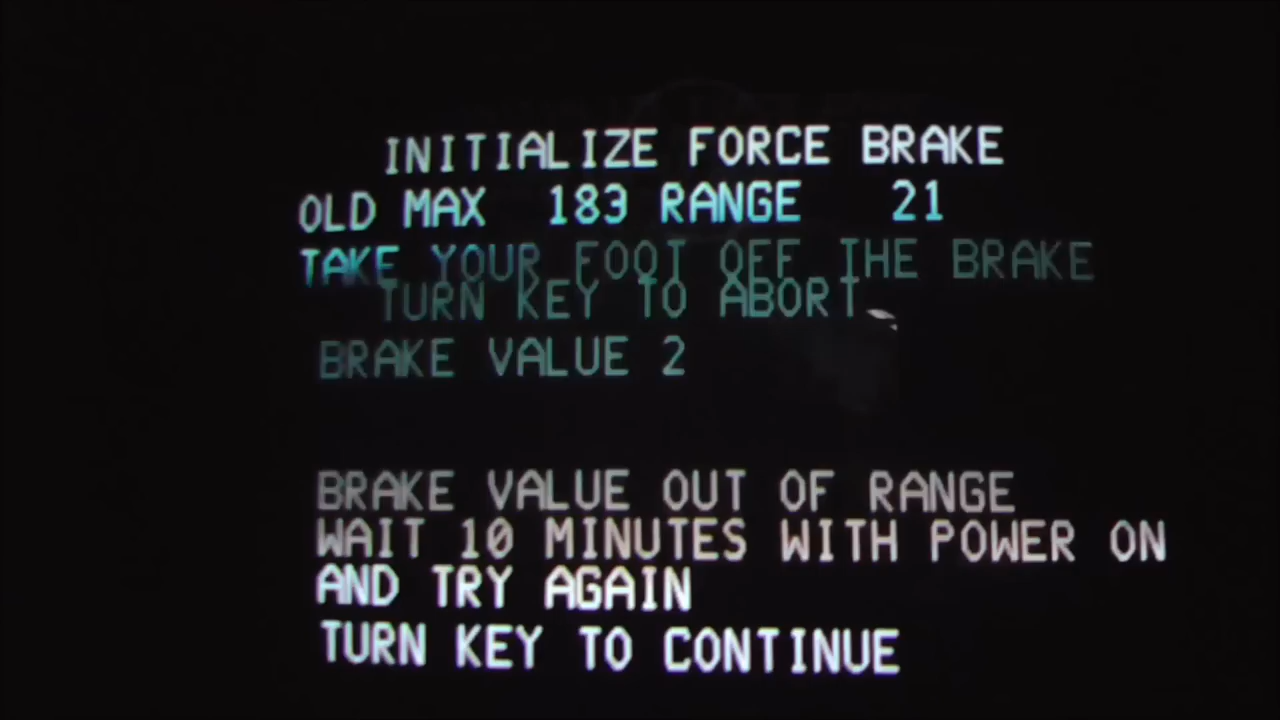 INITIALIZE FORCE BRAKE
OLD MAX 183 RANGE 21
TAKE YOUR FOOT OFF THE BRAKE
TURN KEY TO ABORT
BRAKE VALUE 2
BRAKE VALUE OUT OF RANGE
WAIT 10 MINUTES WITH POWER ON
AND TRY AGAIN
TURN KEY TO CONTINUE